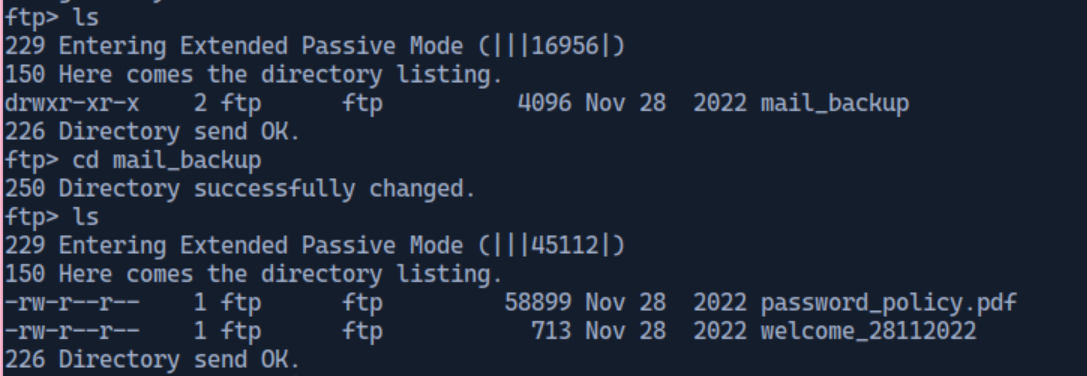 ftp> ls
229 Entering Extended Passive Mode (|||16956|)
150 Here comes the directory listing.
drwxr-xr-x    2 ftp      ftp          4096 Nov 28  2022 mail_backup
226 Directory send OK.
ftp> cd mail_backup
250 Directory successfully changed.
ftp> ls
229 Entering Extended Passive Mode (|||45112|)
150 Here comes the directory listing.
-rw-r--r--    1 ftp      ftp         58899 Nov 28  2022 password_policy.pdf
-rw-r--r--    1 ftp      ftp           713 Nov 28  2022 welcome_28112022
226 Directory send OK.